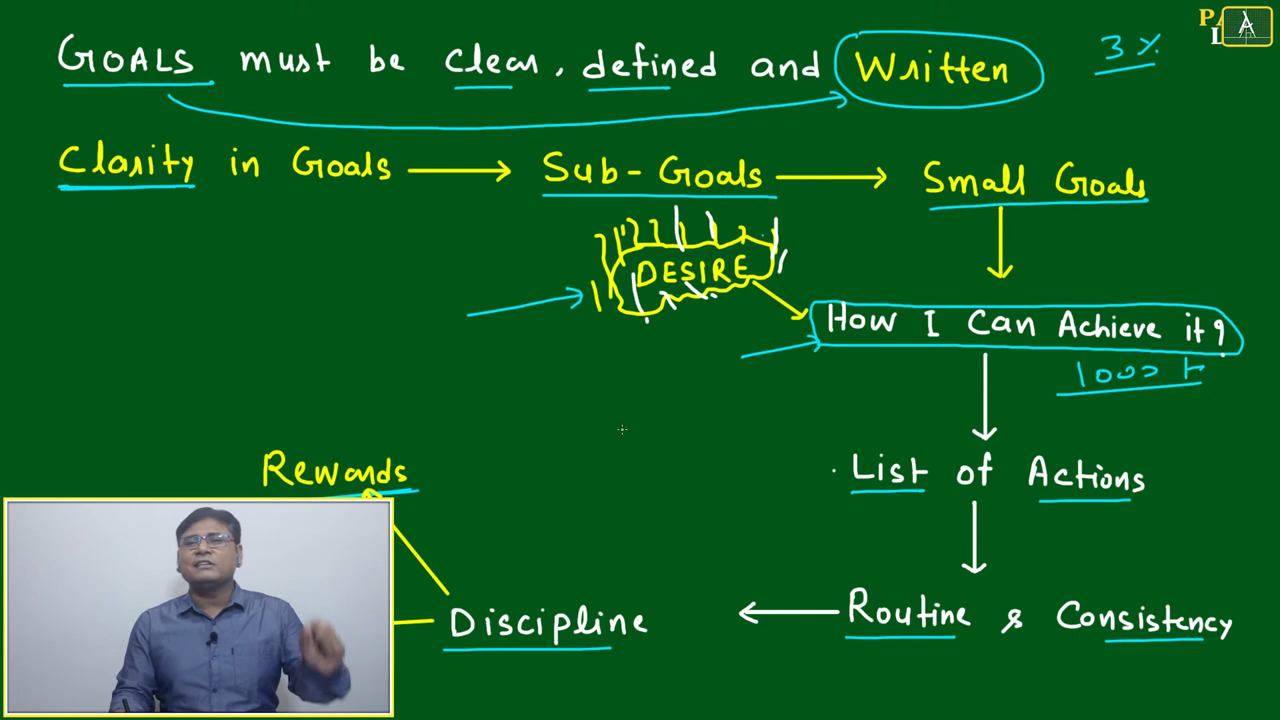 GOALS must be clear, defined and Written 3%
Clarity in Goals Sub-Goals Small Goals
DESIRE
How I Can Achieve it?
List of Actions
Rewards
Discipline Routine & Consistency